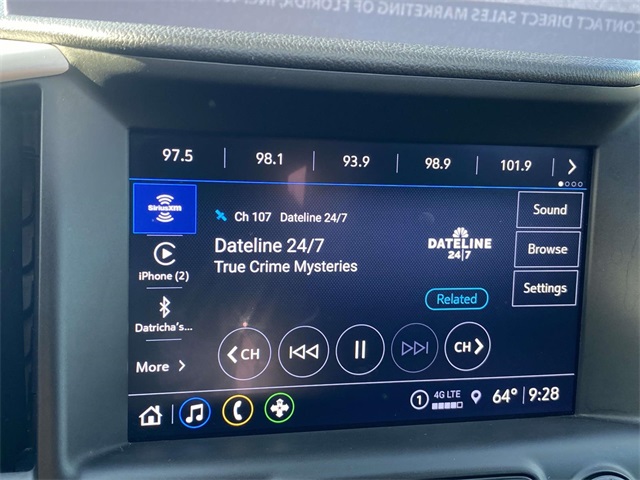 CONTACT DIRECT SALES MARKETING OF FLORIDA, INC.
97.5 98.1 93.9 98.9 101.9
SiriusXM
Ch 107 Dateline 24/7
Sound
Dateline 24/7
DATELINE
24|7
Browse
iPhone (2)
True Crime Mysteries
Settings
Related
Datricha's...
More
CH
CH
1 4G LTE 64° 9:28